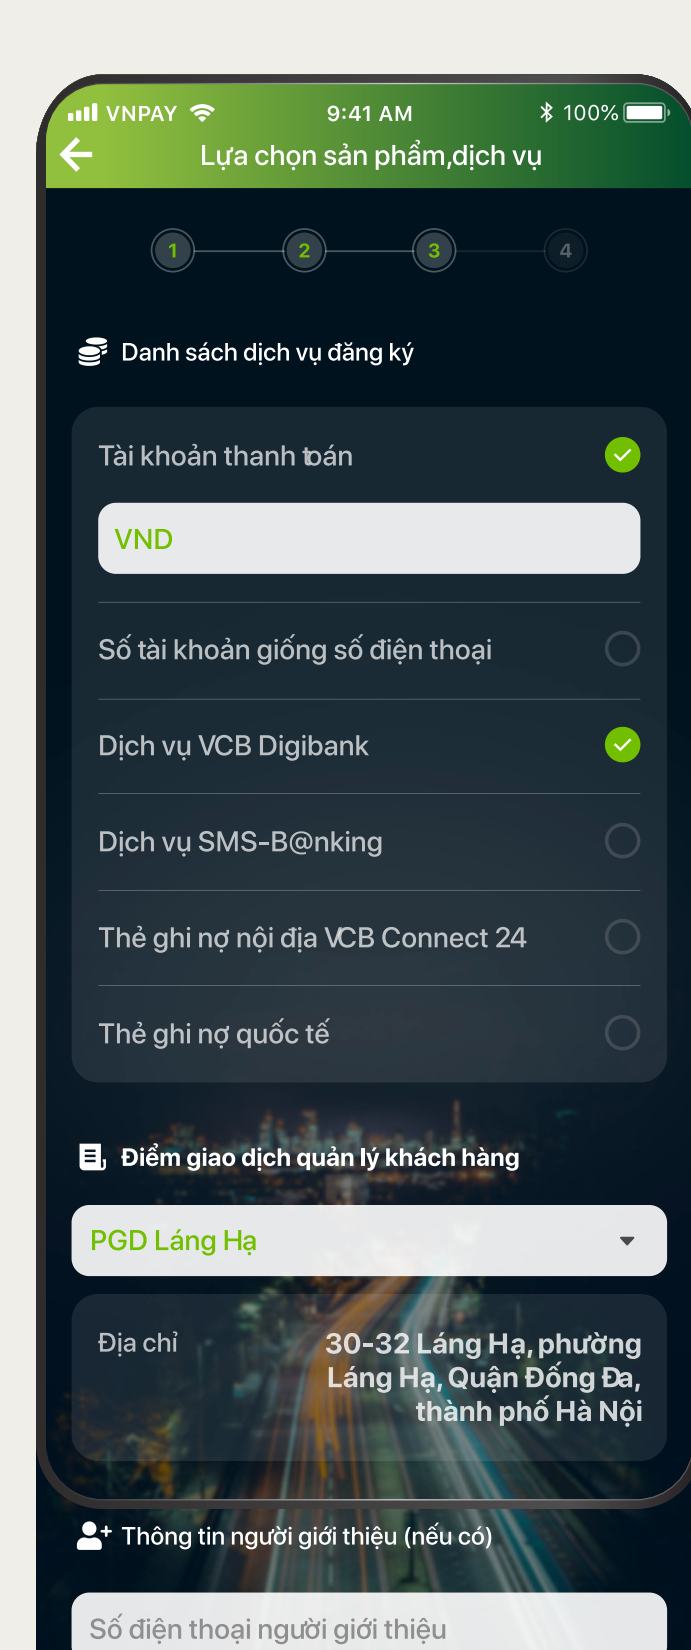 VNPAY 9:41 AM 100%
Lựa chọn sản phẩm,dịch vụ
1 2 3 4
Danh sách dịch vụ đăng ký
Tài khoản thanh toán
VND
Số tài khoản giống số điện thoại
Dịch vụ VCB Digibank
Dịch vụ SMS-B@nking
Thẻ ghi nợ nội địa VCB Connect 24
Thẻ ghi nợ quốc tế
Điểm giao dịch quản lý khách hàng
PGD Láng Hạ
Địa chỉ 30-32 Láng Hạ, phường
Láng Hạ, Quận Đống Đa,
thành phố Hà Nội
Thông tin người giới thiệu (nếu có)
Số điện thoại người giới thiệu